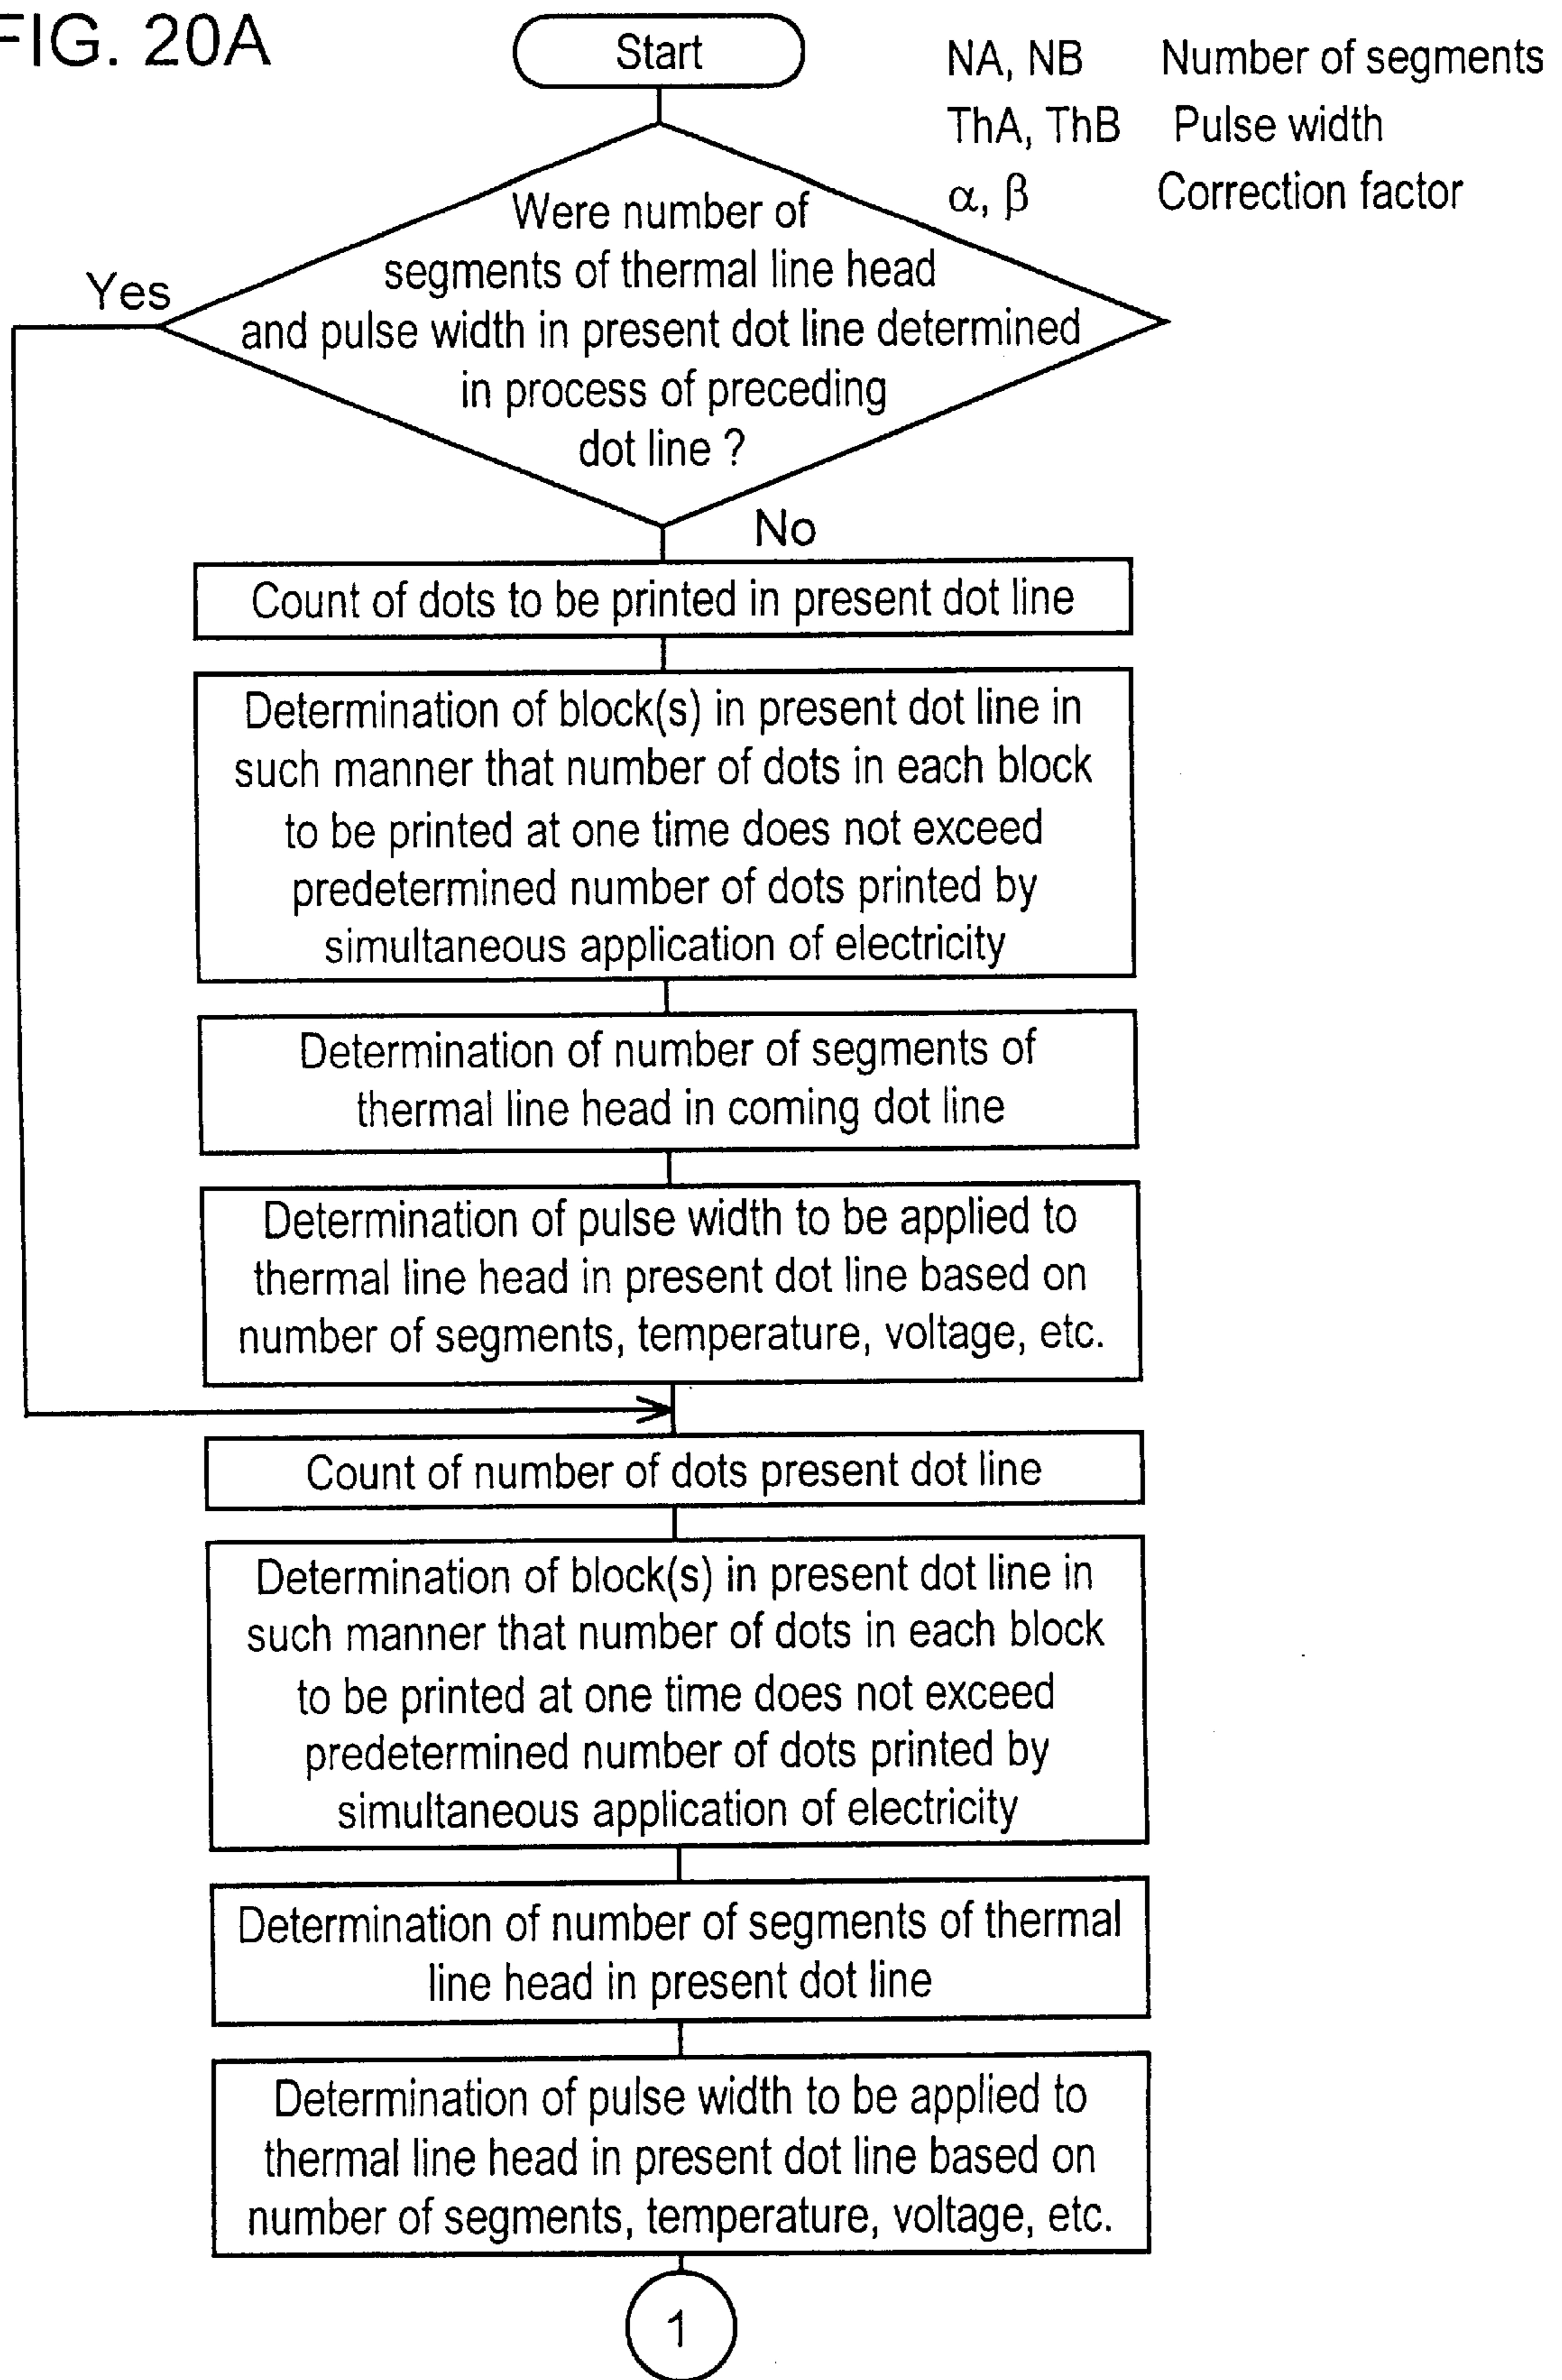 FIG. 20A
Start
NA, NB Number of segments
ThA, ThB Pulse width
α, β Correction factor
Were number of
segments of thermal line head
and pulse width in present dot line determined
in process of preceding
dot line ?
Yes
No
Count of dots to be printed in present dot line
Determination of block(s) in present dot line in
such manner that number of dots in each block
to be printed at one time does not exceed
predetermined number of dots printed by
simultaneous application of electricity
Determination of number of segments of
thermal line head in coming dot line
Determination of pulse width to be applied to
thermal line head in present dot line based on
number of segments, temperature, voltage, etc.
Count of number of dots present dot line
Determination of block(s) in present dot line in
such manner that number of dots in each block
to be printed at one time does not exceed
predetermined number of dots printed by
simultaneous application of electricity
Determination of number of segments of thermal
line head in present dot line
Determination of pulse width to be applied to
thermal line head in present dot line based on
number of segments, temperature, voltage, etc.
1